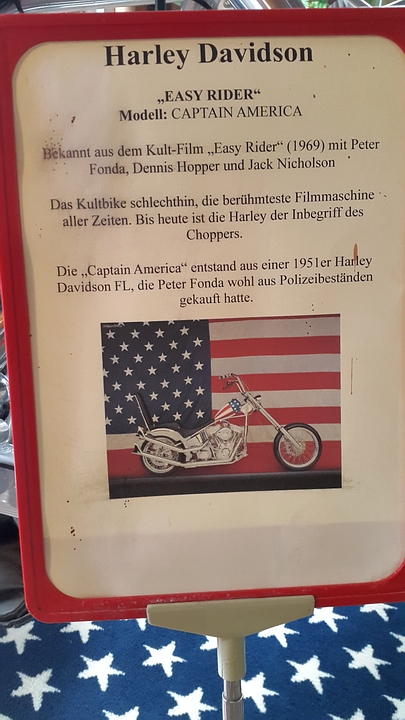 Harley Davidson
„EASY RIDER“
Modell: CAPTAIN AMERICA
Bekannt aus dem Kult-Film „Easy Rider“ (1969) mit Peter
Fonda, Dennis Hopper und Jack Nicholson
Das Kultbike schlechthin, die berühmteste Filmmaschine
aller Zeiten. Bis heute ist die Harley der Inbegriff des
Choppers.
Die „Captain America“ entstand aus einer 1951er Harley
Davidson FL, die Peter Fonda wohl aus Polizeibeständen
gekauft hatte.